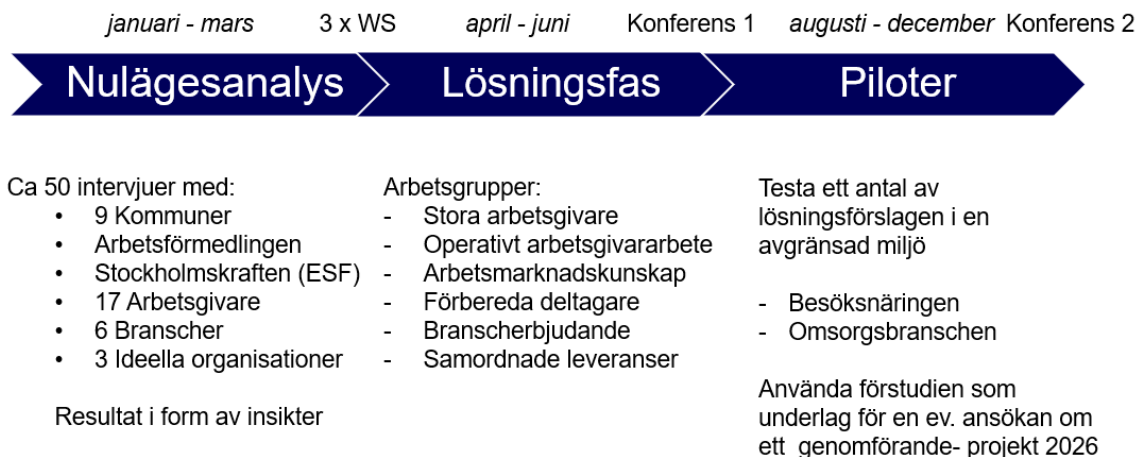 januari - mars 3 x WS april - juni Konferens 1 augusti - december Konferens 2
Nulägesanalys Lösningsfas Piloter
Ca 50 intervjuer med:
• 9 Kommuner
• Arbetsförmedlingen
• Stockholmskraften (ESF)
• 17 Arbetsgivare
• 6 Branscher
• 3 Ideella organisationer
Resultat i form av insikter
Arbetsgrupper:
- Stora arbetsgivare
- Operativt arbetsgivararbete
- Arbetsmarknadskunskap
- Förbereda deltagare
- Branscherbjudande
- Samordnade leveranser
Testa ett antal av
lösningsförslagen i en
avgränsad miljö
- Besöksnäringen
- Omsorgsbranschen
Använda förstudien som
underlag för en ev. ansökan om
ett genomförande- projekt 2026